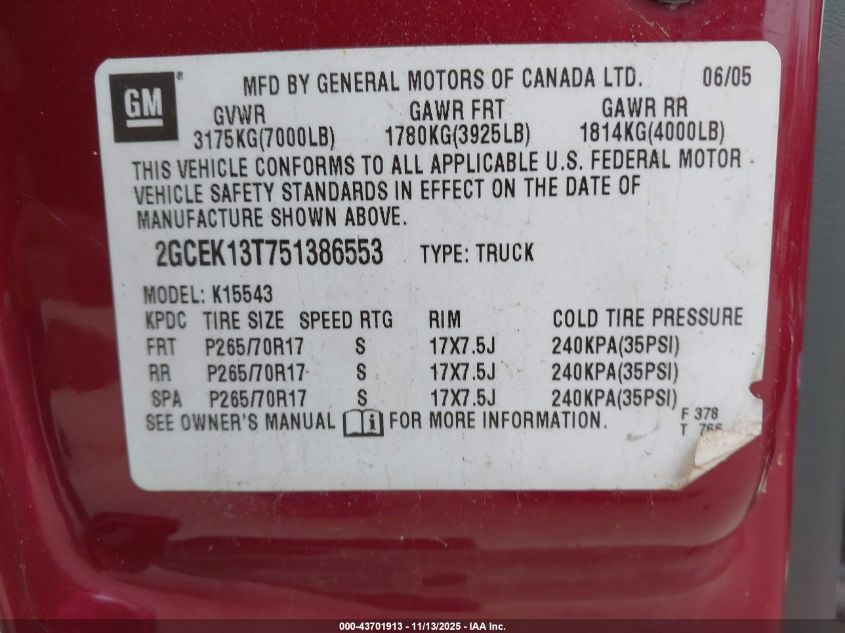 GM®
MFD BY GENERAL MOTORS OF CANADA LTD. 06/05
GVWR GAWR FRT GAWR RR
3175KG(7000LB) 1780KG(3925LB) 1814KG(4000LB)
THIS VEHICLE CONFORMS TO ALL APPLICABLE U.S. FEDERAL MOTOR
VEHICLE SAFETY STANDARDS IN EFFECT ON THE DATE OF
MANUFACTURE SHOWN ABOVE.
2GCEK13T751386553 TYPE: TRUCK
MODEL: K15543
KPDC TIRE SIZE SPEED RTG RIM COLD TIRE PRESSURE
FRT P265/70R17 S 17X7.5J 240KPA(35PSI)
RR P265/70R17 S 17X7.5J 240KPA(35PSI)
SPA P265/70R17 S 17X7.5J 240KPA(35PSI)
SEE OWNER'S MANUAL i FOR MORE INFORMATION.
F 378
T 766
000-43701913 - 11/13/2025 - IAA Inc.